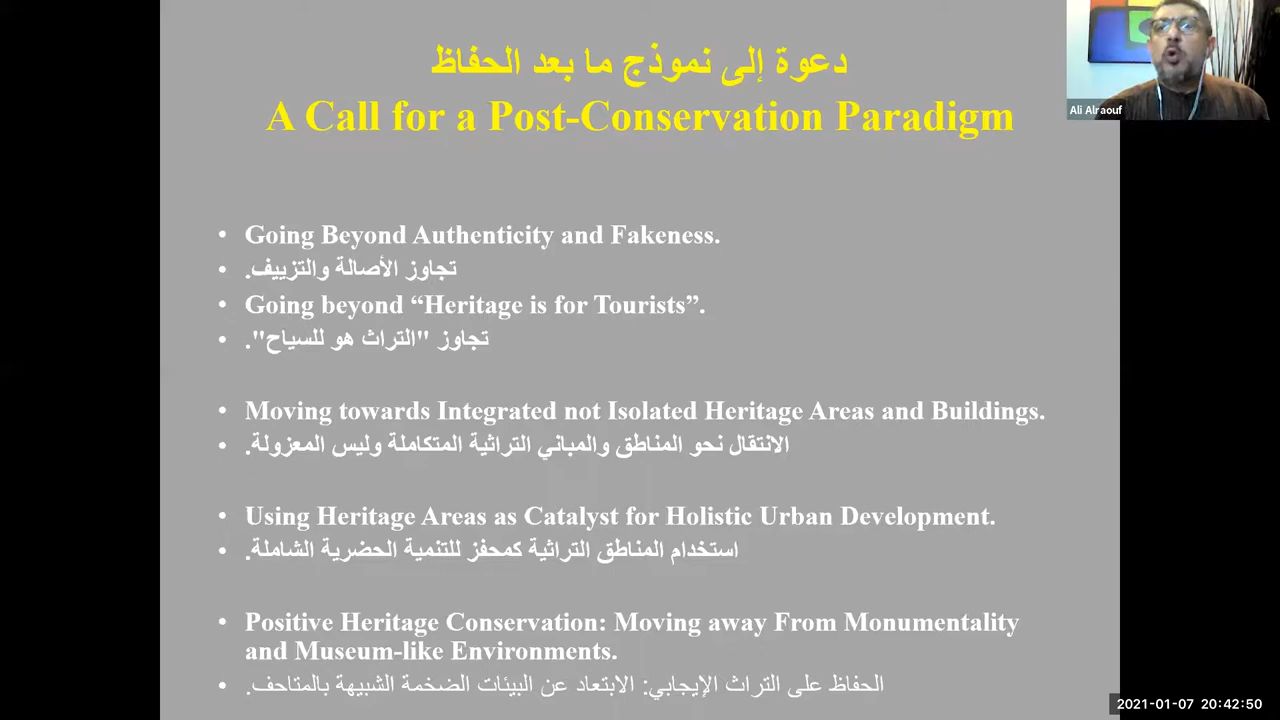 دعوة إلى نموذج ما بعد الحفاظ
A Call for a Post-Conservation Paradigm
Ali Alraouf
• Going Beyond Authenticity and Fakeness.
• تجاوز الأصالة والتزييف.
• Going beyond “Heritage is for Tourists”.
• تجاوز "التراث هو للسياح".
• Moving towards Integrated not Isolated Heritage Areas and Buildings.
• الانتقال نحو المناطق والمباني التراثية المتكاملة وليس المعزولة.
• Using Heritage Areas as Catalyst for Holistic Urban Development.
• استخدام المناطق التراثية كمحفز للتنمية الحضرية الشاملة.
• Positive Heritage Conservation: Moving away From Monumentality
and Museum-like Environments.
• الحفاظ على التراث الإيجابي: الابتعاد عن البيئات الضخمة الشبيهة بالمتاحف.
2021-01-07 20:42:50